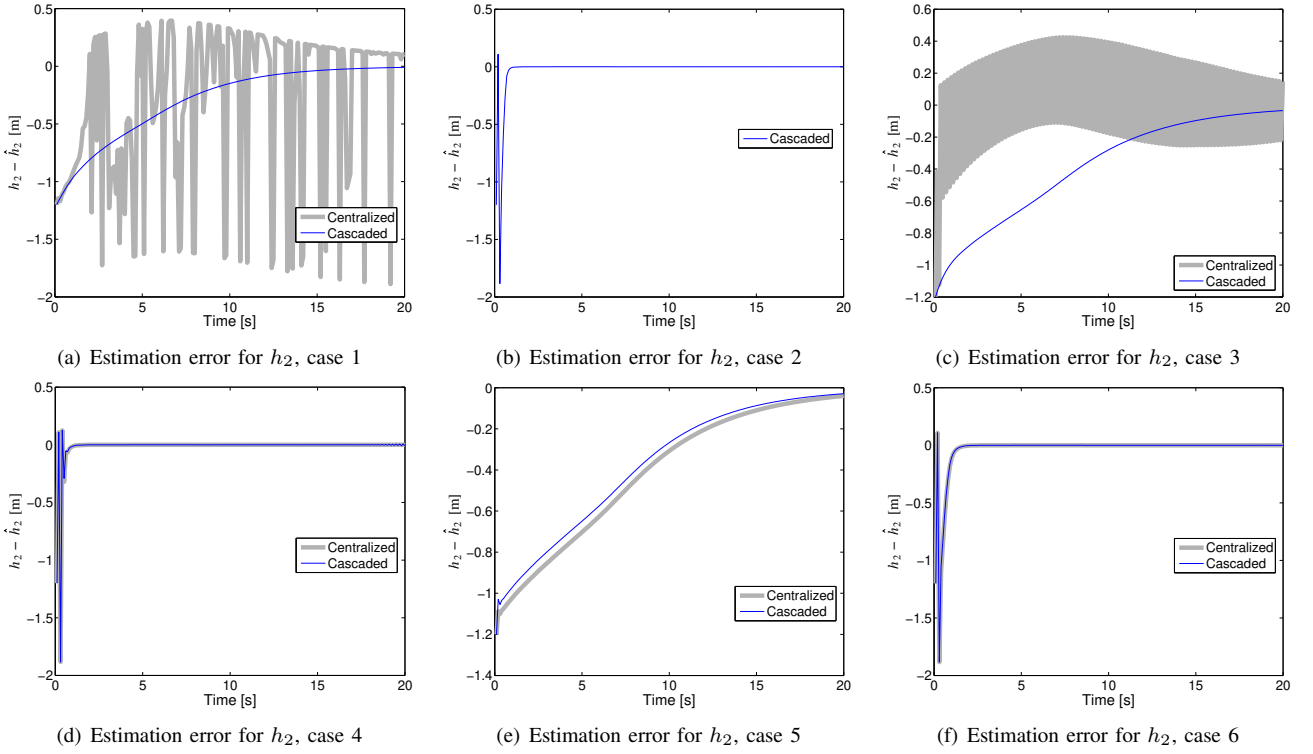 0.5
0
−0.5
−1
−1.5
−2
0 5 10 15 20
h₂ − ĥ₂ [m]
Time [s]
Centralized
Cascaded
(a) Estimation error for h₂, case 1
0.5
0
−0.5
−1
−1.5
−2
0 5 10 15 20
h₂ − ĥ₂ [m]
Time [s]
Cascaded
(b) Estimation error for h₂, case 2
0.6
0.4
0.2
0
−0.2
−0.4
−0.6
−0.8
−1
−1.2
0 5 10 15 20
h₂ − ĥ₂ [m]
Time [s]
Centralized
Cascaded
(c) Estimation error for h₂, case 3
0.5
0
−0.5
−1
−1.5
−2
0 5 10 15 20
h₂ − ĥ₂ [m]
Time [s]
Centralized
Cascaded
(d) Estimation error for h₂, case 4
0
−0.2
−0.4
−0.6
−0.8
−1
−1.2
−1.4
0 5 10 15 20
h₂ − ĥ₂ [m]
Time [s]
Centralized
Cascaded
(e) Estimation error for h₂, case 5
0.5
0
−0.5
−1
−1.5
−2
0 5 10 15 20
h₂ − ĥ₂ [m]
Time [s]
Centralized
Cascaded
(f) Estimation error for h₂, case 6